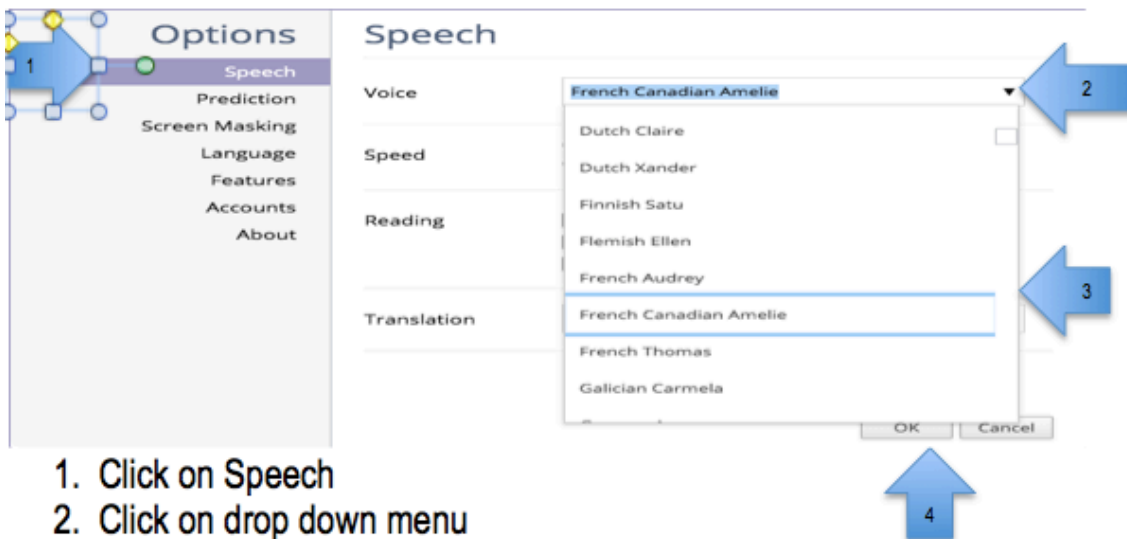 Options
Speech
1
Speech
Prediction
Screen Masking
Language
Features
Accounts
About
Voice
French Canadian Amelie
2
Dutch Claire
Dutch Xander
Speed
Finnish Satu
Flemish Ellen
Reading
French Audrey
3
Translation
French Canadian Amelie
French Thomas
Galician Carmela
OK
Cancel
1. Click on Speech
2. Click on drop down menu
4